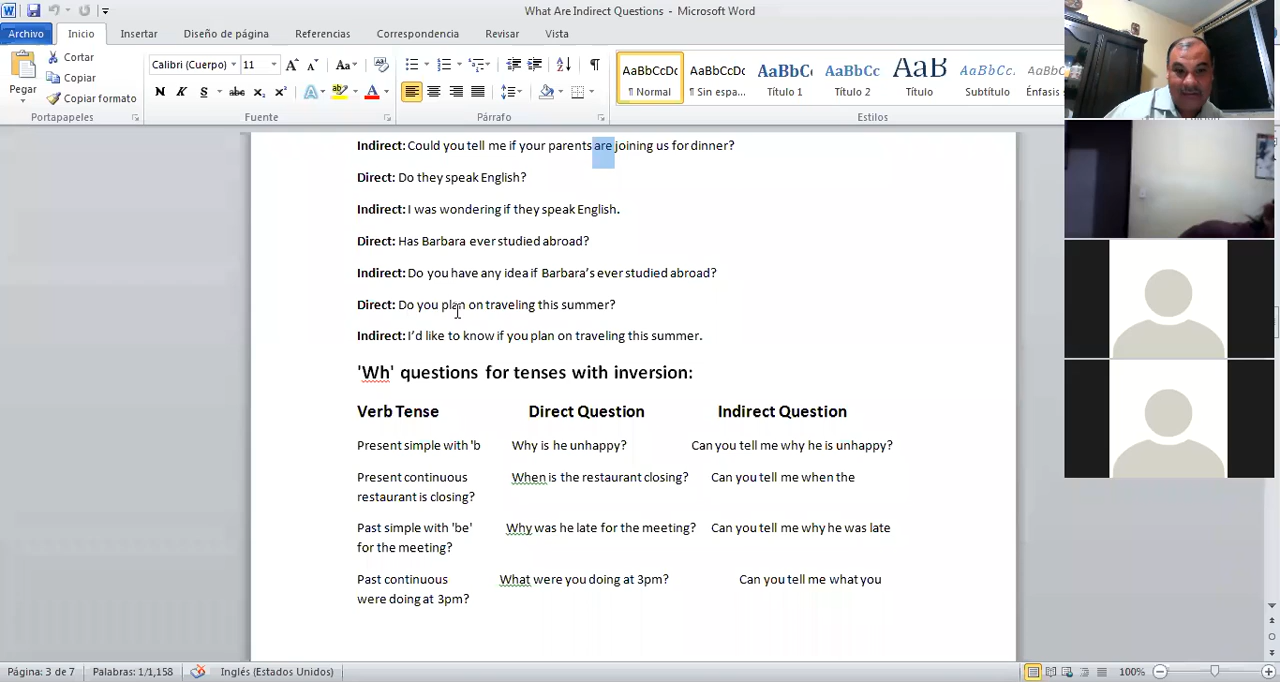 What Are Indirect Questions - Microsoft Word
Archivo Inicio Insertar Diseño de página Referencias Correspondencia Revisar Vista
Pegar
Cortar
Copiar
Copiar formato
Portapapeles
Calibri (Cuerpo) 11
Fuente
Párrafo
AaBbCcDc AaBbCcDc AaBbC AaBbCc AaB AaBbCc. AaBbCcDc
¶ Normal ¶ Sin espa... Título 1 Título 2 Título Subtítulo Énfasis
Estilos
Indirect: Could you tell me if your parents are joining us for dinner?
Direct: Do they speak English?
Indirect: I was wondering if they speak English.
Direct: Has Barbara ever studied abroad?
Indirect: Do you have any idea if Barbara’s ever studied abroad?
Direct: Do you plan on traveling this summer?
Indirect: I’d like to know if you plan on traveling this summer.
'Wh' questions for tenses with inversion:
Verb Tense Direct Question Indirect Question
Present simple with 'b Why is he unhappy? Can you tell me why he is unhappy?
Present continuous When is the restaurant closing? Can you tell me when the
restaurant is closing?
Past simple with 'be' Why was he late for the meeting? Can you tell me why he was late
for the meeting?
Past continuous What were you doing at 3pm? Can you tell me what you
were doing at 3pm?
Página: 3 de 7 Palabras: 1/1,158 Inglés (Estados Unidos) 100%